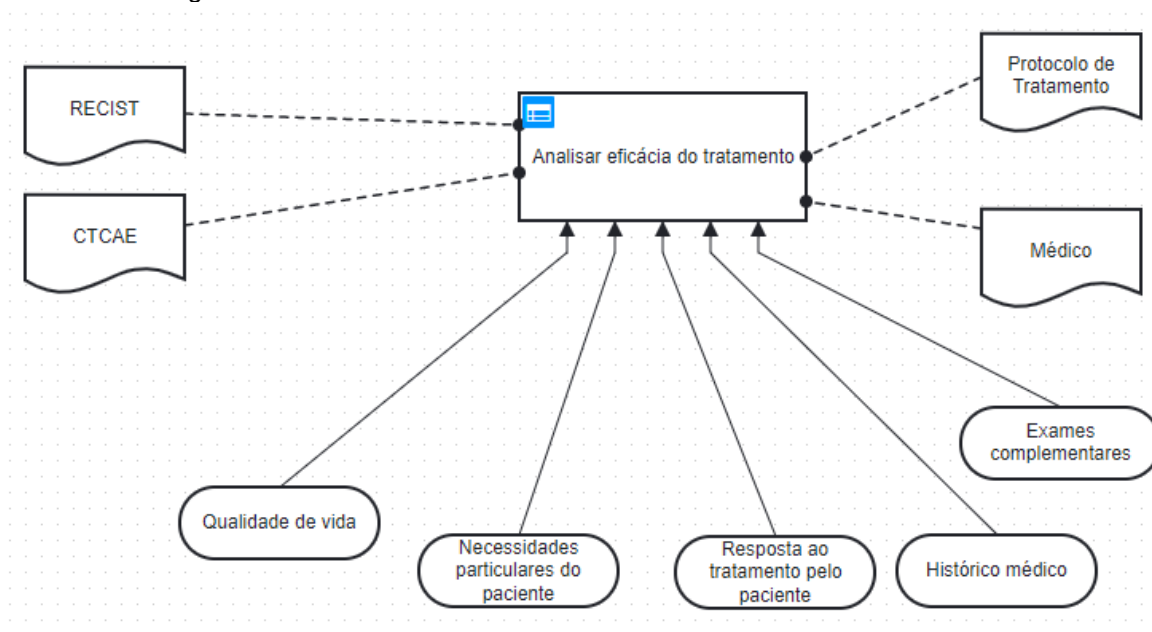 Protocolo de
Tratamento
RECIST
Analisar eficácia do tratamento
CTCAE
Médico
Exames
complementares
Qualidade de vida
Necessidades
particulares do
paciente
Resposta ao
tratamento pelo
paciente
Histórico médico